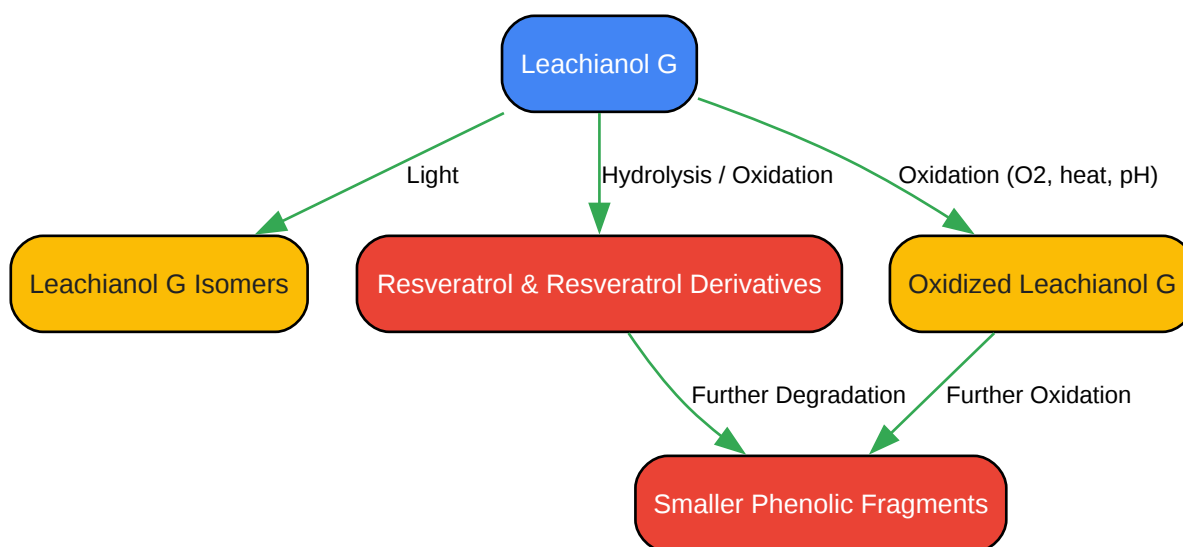 Leachianol G
Light
Hydrolysis / Oxidation
Oxidation (O2, heat, pH)
Leachianol G Isomers
Resveratrol & Resveratrol Derivatives
Oxidized Leachianol G
Further Degradation
Further Oxidation
Smaller Phenolic Fragments